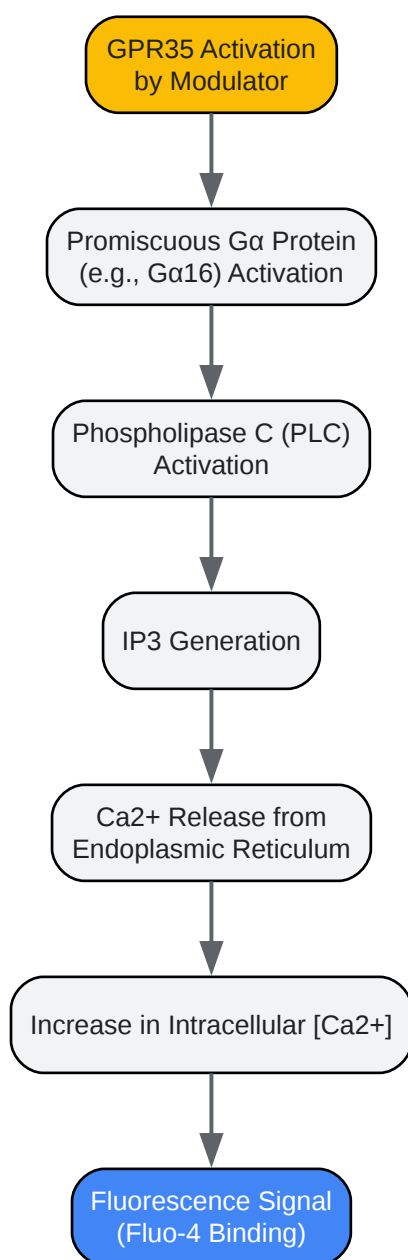 GPR35 Activation
by Modulator
Promiscuous Gα Protein
(e.g., Gα16) Activation
Phospholipase C (PLC)
Activation
IP3 Generation
Ca2+ Release from
Endoplasmic Reticulum
Increase in Intracellular [Ca2+]
Fluorescence Signal
(Fluo-4 Binding)